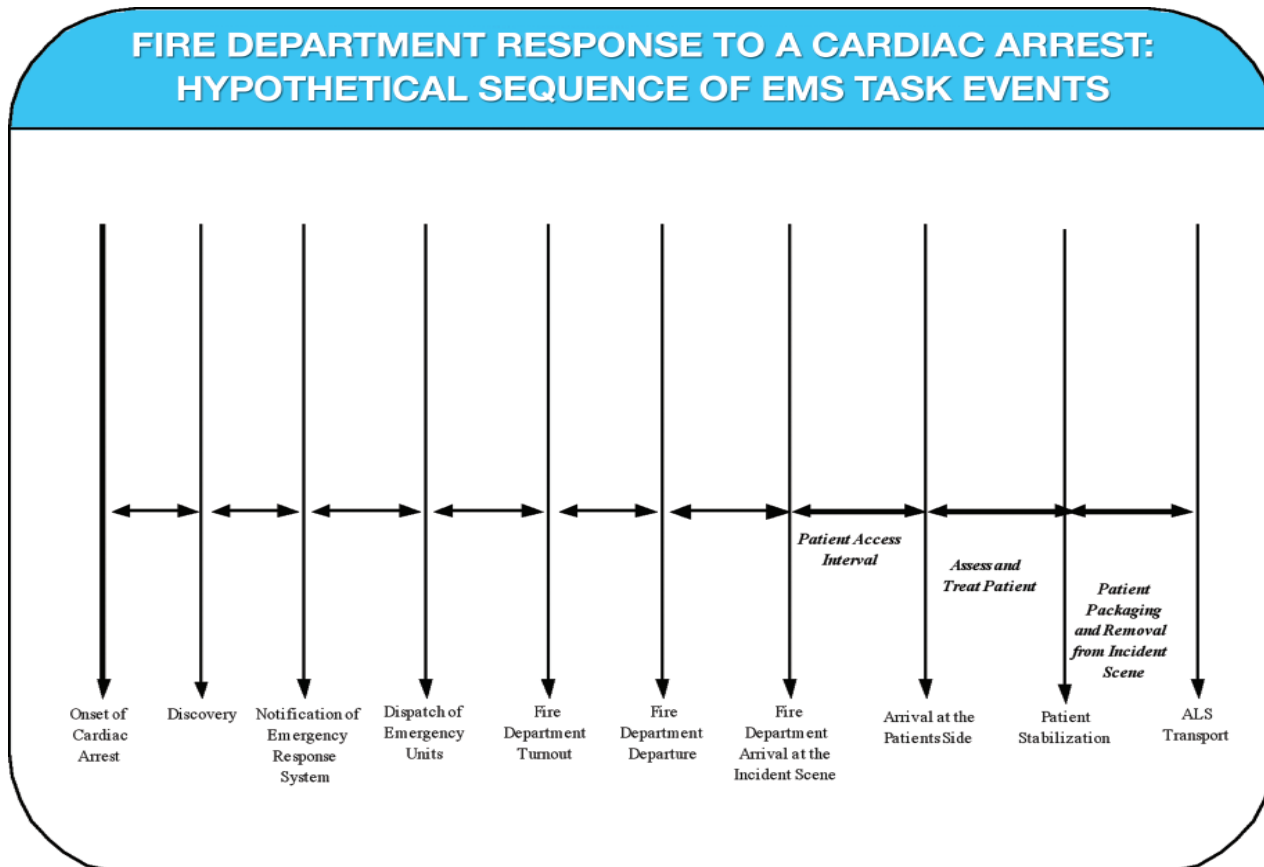 FIRE DEPARTMENT RESPONSE TO A CARDIAC ARREST:
HYPOTHETICAL SEQUENCE OF EMS TASK EVENTS
Patient Access
Interval
Assess and
Treat Patient
Patient
Packaging
and Removal
from Incident
Scene
Onset of
Cardiac
Arrest
Discovery
Notification of
Emergency
Response
System
Dispatch of
Emergency
Units
Fire
Department
Turnout
Fire
Department
Departure
Fire
Department
Arrival at the
Incident Scene
Arrival at the
Patients Side
Patient
Stabilization
ALS
Transport